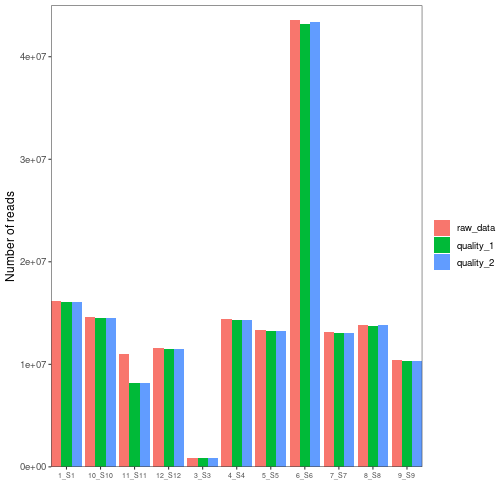 Number of reads
4e+07
3e+07
2e+07
1e+07
0e+00
1_S1 10_S10 11_S11 12_S12 3_S3 4_S4 5_S5 6_S6 7_S7 8_S8 9_S9
raw_data
quality_1
quality_2